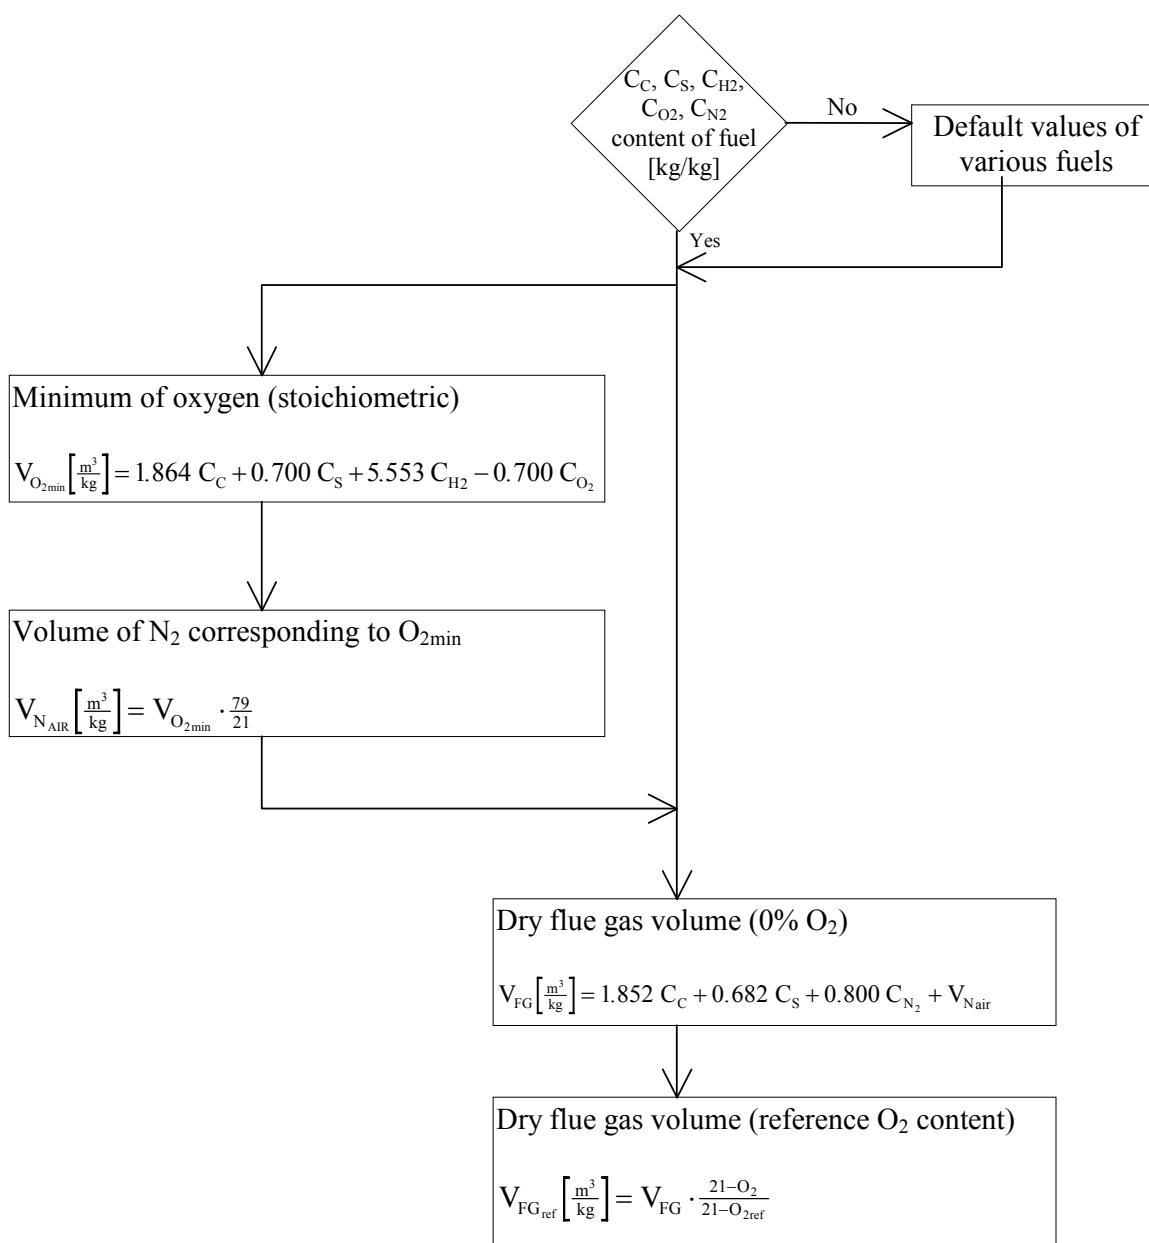 C_C, C_S, C_H2,
C_O2, C_N2
content of fuel
[kg/kg]
No
Default values of
various fuels
Yes
Minimum of oxygen (stoichiometric)
V_O2min [m³/kg] = 1.864 C_C + 0.700 C_S + 5.553 C_H2 − 0.700 C_O2
Volume of N₂ corresponding to O₂min
V_N_AIR [m³/kg] = V_O2min · 79/21
Dry flue gas volume (0% O₂)
V_FG [m³/kg] = 1.852 C_C + 0.682 C_S + 0.800 C_N2 + V_Nair
Dry flue gas volume (reference O₂ content)
V_FG_ref [m³/kg] = V_FG · (21−O₂)/(21−O₂ref)